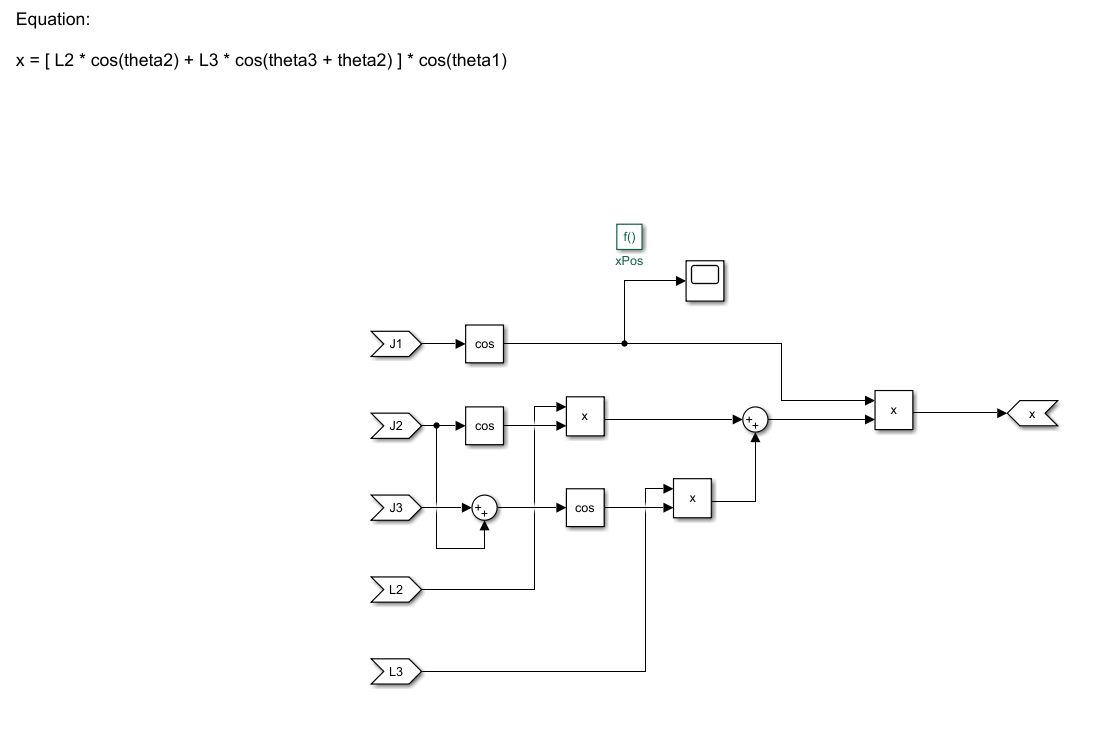 Equation:
x = [ L2 * cos(theta2) + L3 * cos(theta3 + theta2) ] * cos(theta1)
f()
xPos
J1
cos
J2
cos
x
+
+
x
x
J3
+
+
cos
x
L2
L3